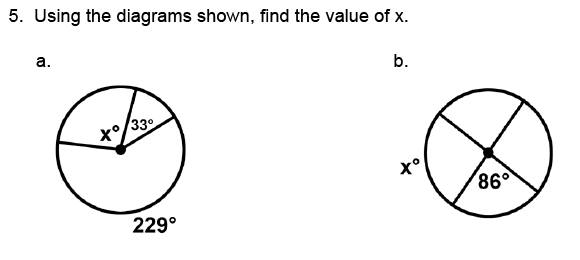 5. Using the diagrams shown, find the value of x.
a.
b.
x° 33°
229°
x°
86°